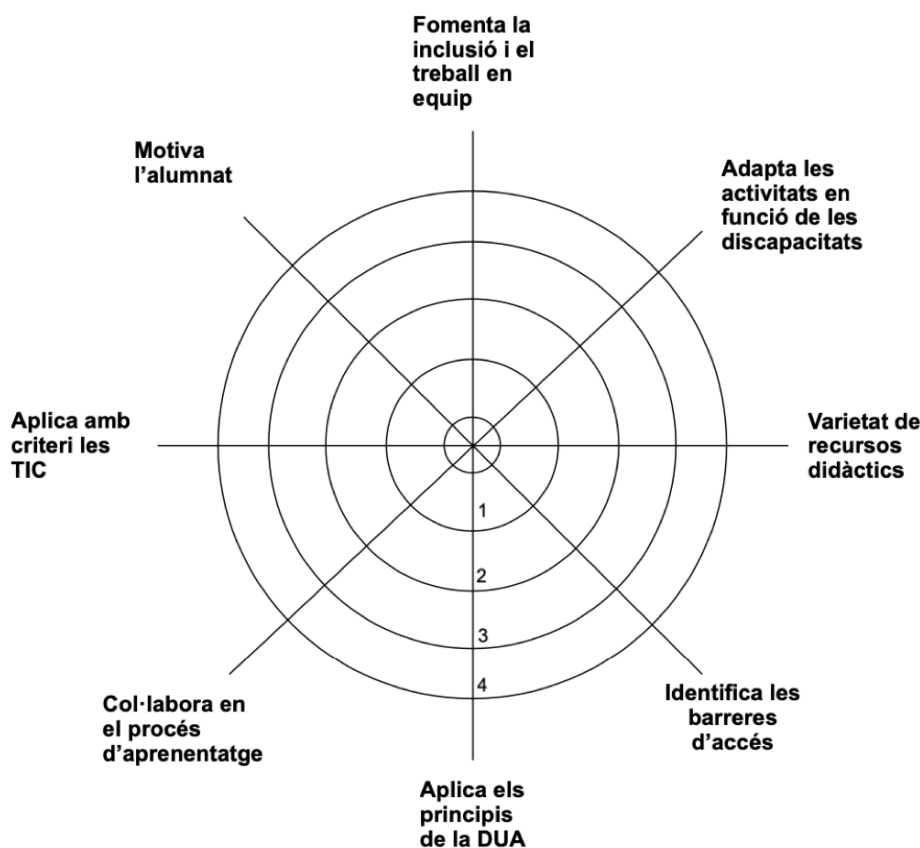 Fomenta la
inclusió i el
treball en
equip
Motiva
l'alumnat
Adapta les
activitats en
funció de les
discapacitats
Aplica amb
criteri les
TIC
Varietat de
recursos
didàctics
1
2
3
4
Col·labora en
el procés
d'aprenentatge
Identifica les
barreres
d'accés
Aplica els
principis
de la DUA